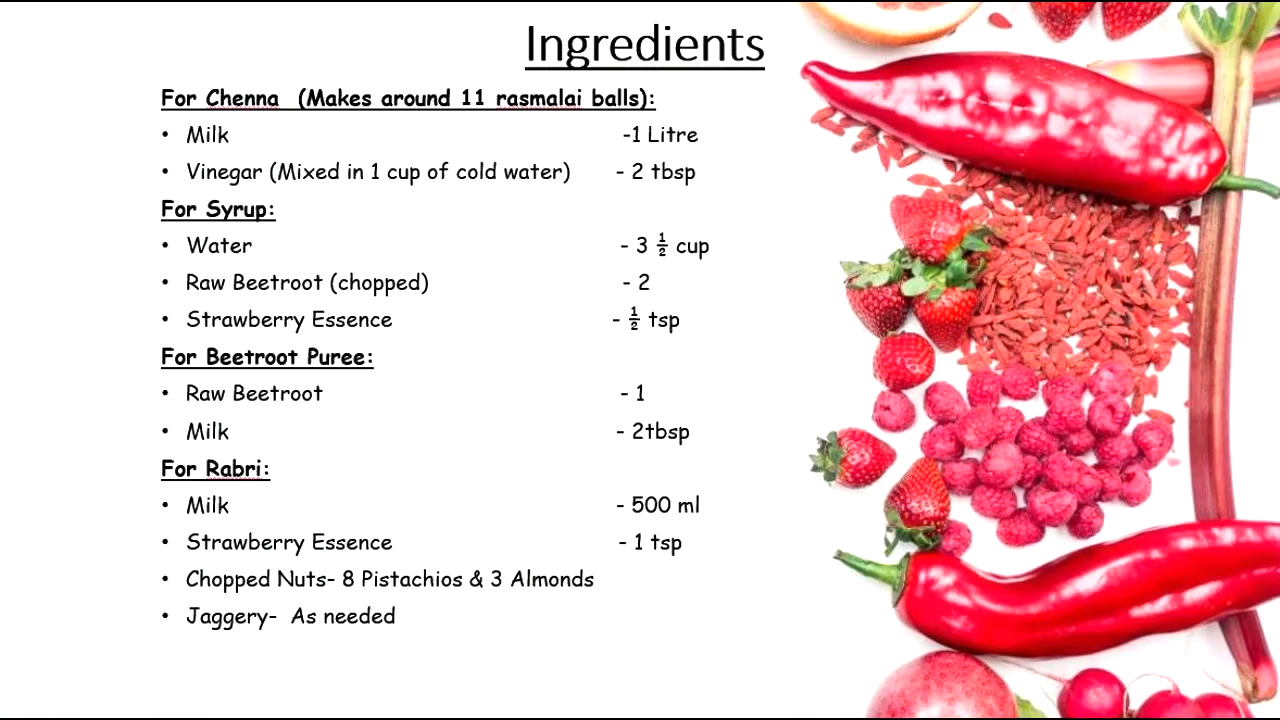 Ingredients
For Chenna (Makes around 11 rasmalai balls):
• Milk -1 Litre
• Vinegar (Mixed in 1 cup of cold water) - 2 tbsp
For Syrup:
• Water - 3 ½ cup
• Raw Beetroot (chopped) - 2
• Strawberry Essence - ½ tsp
For Beetroot Puree:
• Raw Beetroot - 1
• Milk - 2tbsp
For Rabri:
• Milk - 500 ml
• Strawberry Essence - 1 tsp
• Chopped Nuts- 8 Pistachios & 3 Almonds
• Jaggery- As needed